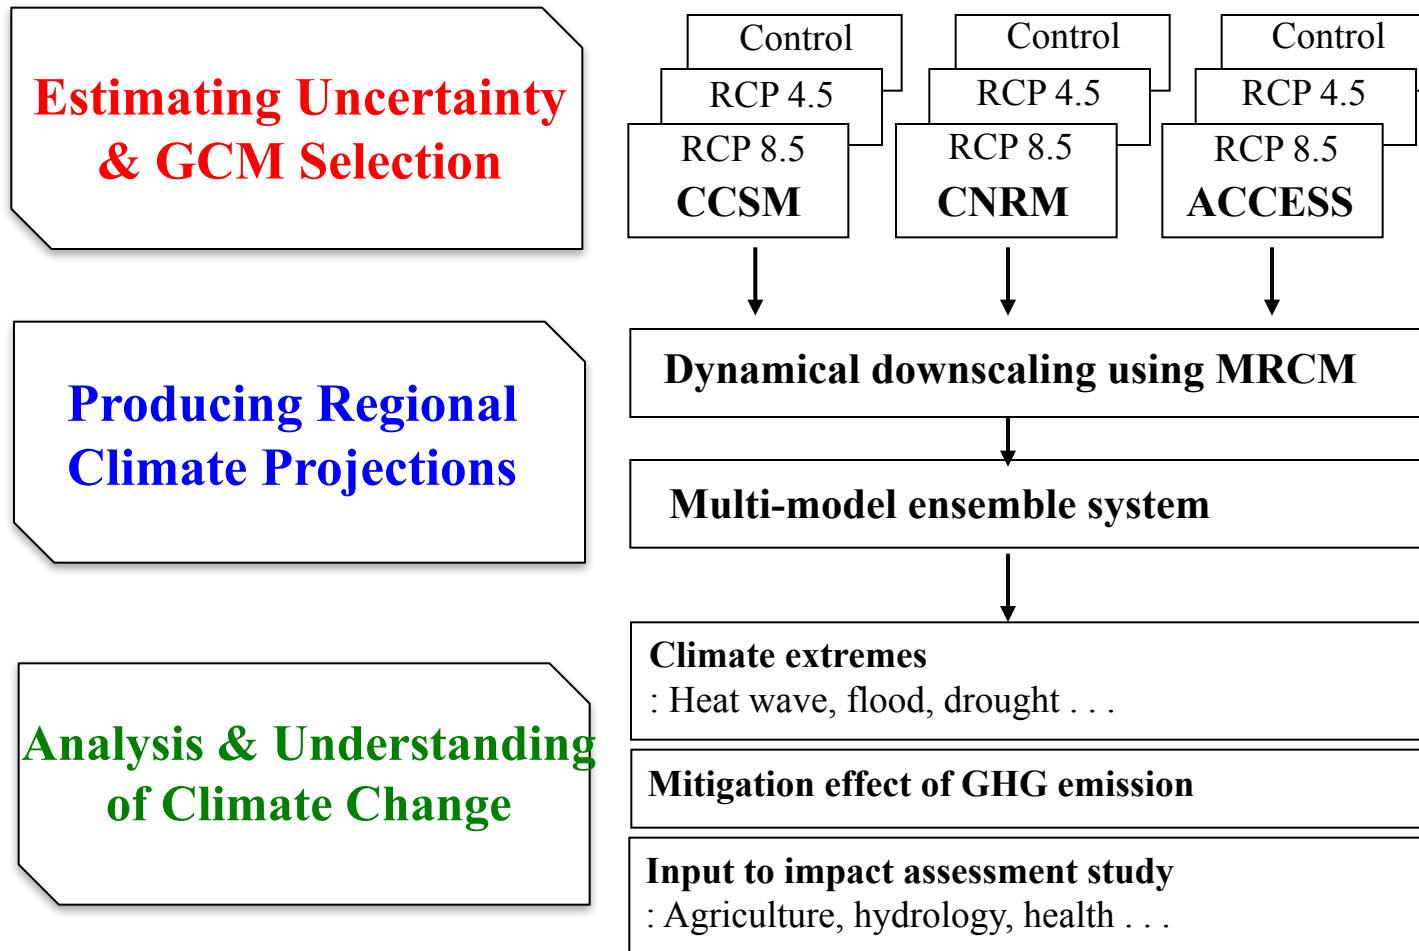 Estimating Uncertainty
& GCM Selection
Control
RCP 4.5
RCP 8.5
CCSM
Control
RCP 4.5
RCP 8.5
CNRM
Control
RCP 4.5
RCP 8.5
ACCESS
Producing Regional
Climate Projections
Dynamical downscaling using MRCM
Multi-model ensemble system
Analysis & Understanding
of Climate Change
Climate extremes
: Heat wave, flood, drought . . .
Mitigation effect of GHG emission
Input to impact assessment study
: Agriculture, hydrology, health . . .